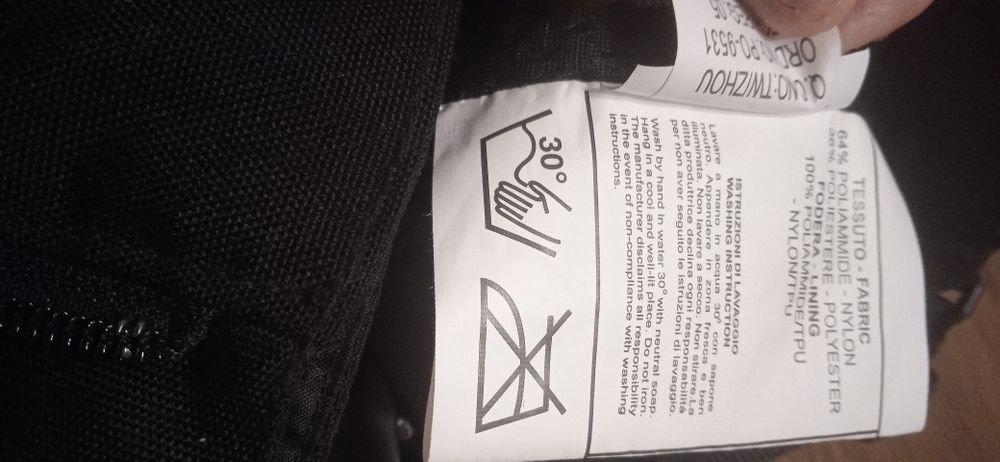 TESSUTO - FABRIC
64% POLIAMMIDE - NYLON
36% POLIESTERE - POLYESTER
FODERA - LINING
100% POLIAMMIDE/TPU
- NYLON/TPU
ISTRUZIONI DI LAVAGGIO
WASHING INSTRUCTION
Lavare a mano in acqua 30° con sapone
neutro. Appendere in zona fresca e ben
illuminata. Non lavare a secco. Non stirare.La
ditta produttrice declina ogni responsabilità
per non aver seguito le istruzioni di lavaggio.
Wash by hand in water 30° with neutral soap.
Hang in a cool and well-lit place. Do not iron.
The manufacturer disclaims all responsibility
in the event of non-compliance with washing
instructions.
30°
TWIZHOU
PO-9531